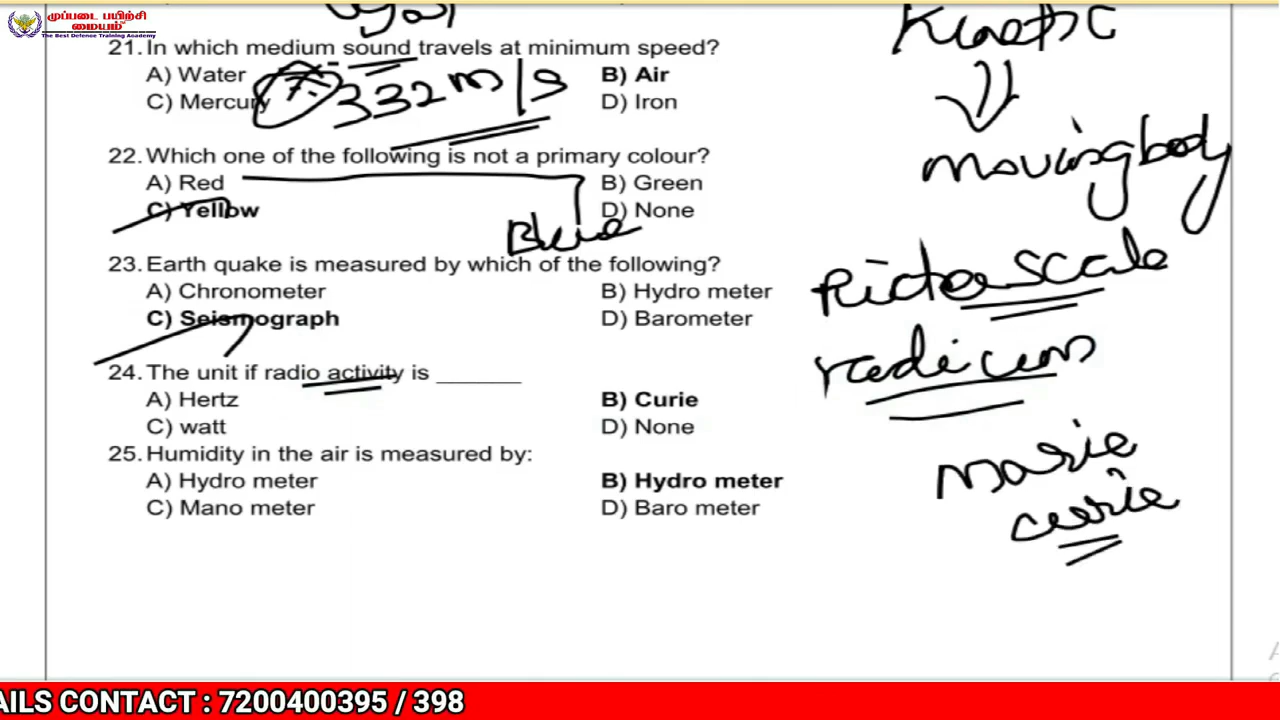 முப்படை பயிற்சி
மையம்
The Best Defence Training Academy
Kinetic
21. In which medium sound travels at minimum speed?
A) Water B) Air
332 m/s
C) Mercury D) Iron
moving body
22. Which one of the following is not a primary colour?
A) Red B) Green
C) Yellow D) None
Blue
Ricter scale
23. Earth quake is measured by which of the following?
A) Chronometer B) Hydro meter
C) Seismograph D) Barometer
radium
24. The unit if radio activity is ______
A) Hertz B) Curie
C) watt D) None
Marie
curie
25. Humidity in the air is measured by:
A) Hydro meter B) Hydro meter
C) Mano meter D) Baro meter
AILS CONTACT : 7200400395 / 398